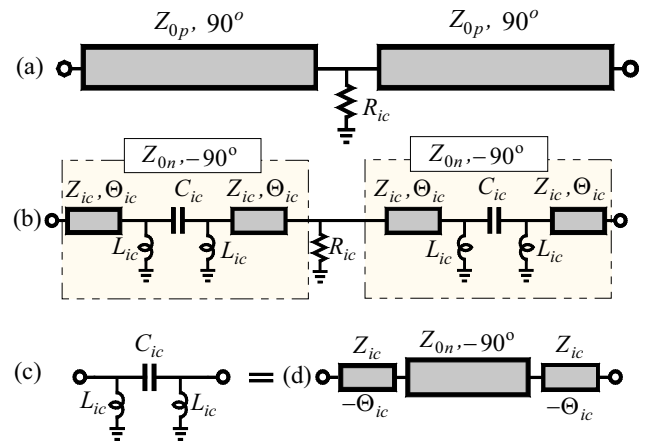 Z0p, 90o Z0p, 90o
(a)
Ric
Z0n,−90o Z0n,−90o
Zic,Θic Cic Zic,Θic Zic,Θic Cic Zic,Θic
(b)
Lic Lic Ric Lic Lic
(c) Cic = (d) Zic Z0n,−90o Zic
Lic Lic −Θic −Θic